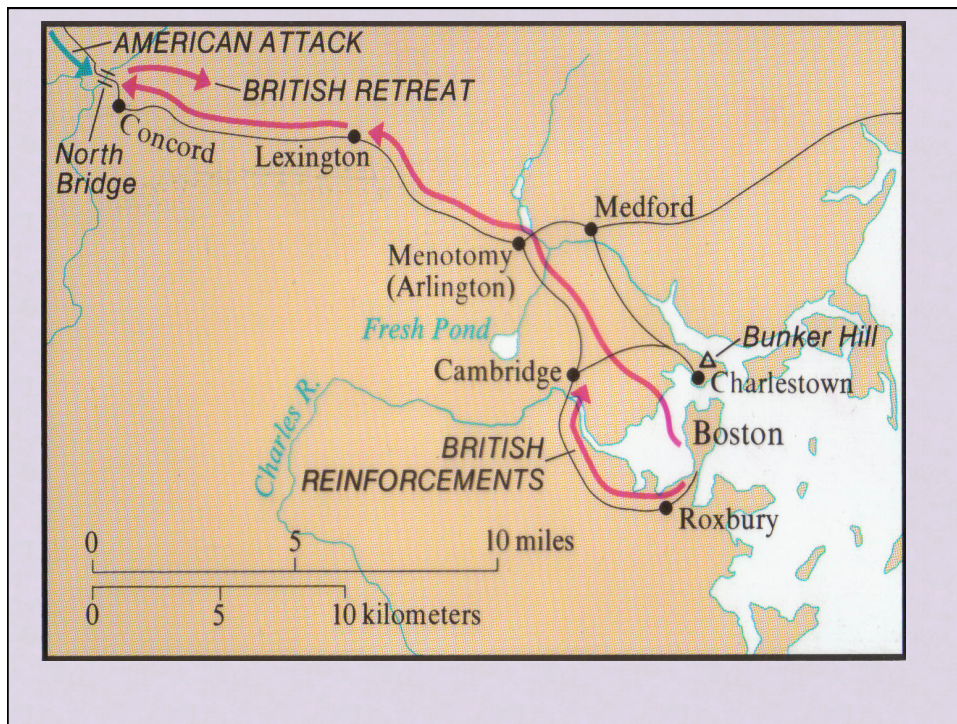 AMERICAN ATTACK
BRITISH RETREAT
Concord
North
Bridge
Lexington
Medford
Menotomy
(Arlington)
Fresh Pond
Bunker Hill
Cambridge
Charlestown
Charles R.
Boston
BRITISH
REINFORCEMENTS
Roxbury
0 5 10 miles
0 5 10 kilometers